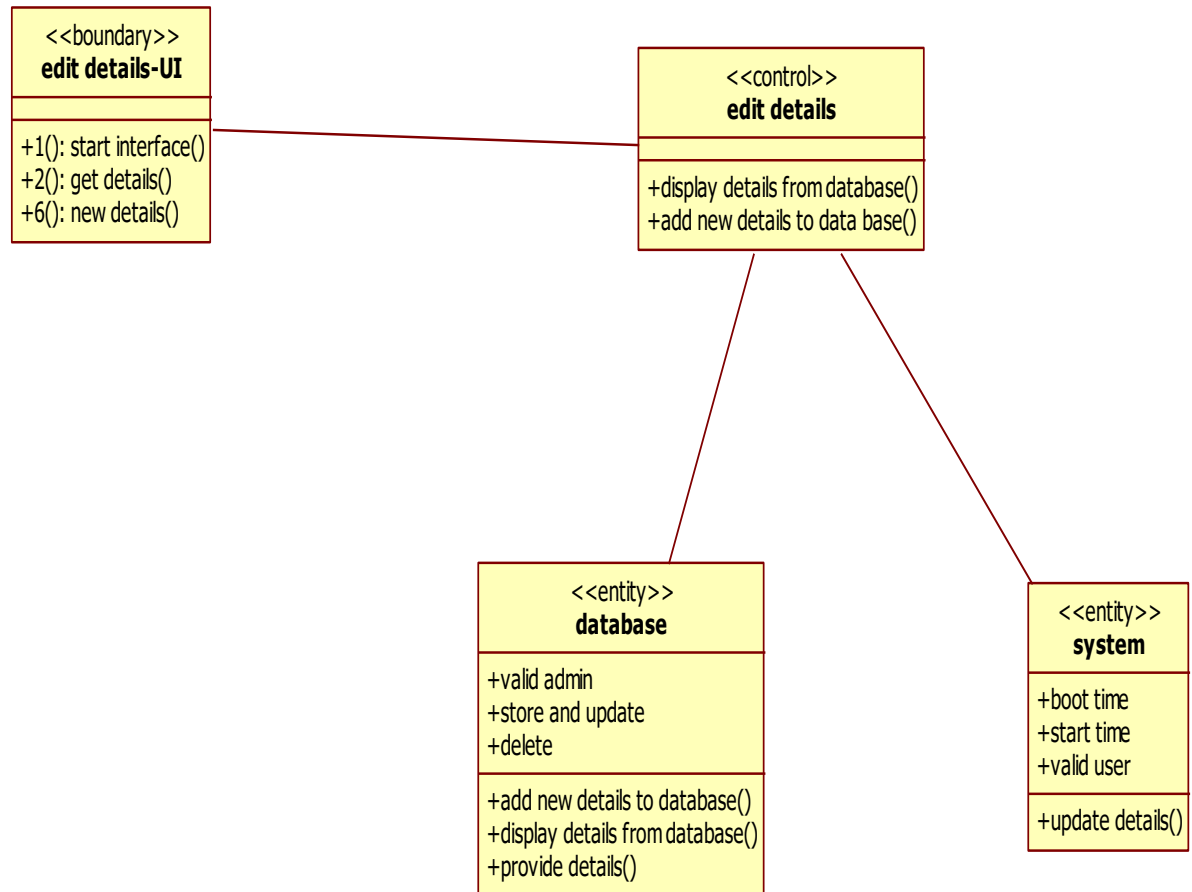 <<boundary>>
edit details-UI
+1(): start interface()
+2(): get details()
+6(): new details()
<<control>>
edit details
+display details from database()
+add new details to data base()
<<entity>>
database
+valid admin
+store and update
+delete
+add new details to database()
+display details from database()
+provide details()
<<entity>>
system
+boot time
+start time
+valid user
+update details()